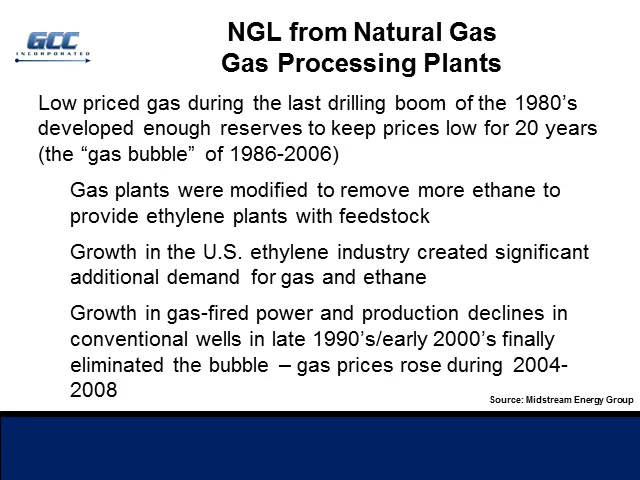 GCC
INCORPORATED
NGL from Natural Gas
Gas Processing Plants
Low priced gas during the last drilling boom of the 1980’s
developed enough reserves to keep prices low for 20 years
(the “gas bubble” of 1986-2006)
Gas plants were modified to remove more ethane to
provide ethylene plants with feedstock
Growth in the U.S. ethylene industry created significant
additional demand for gas and ethane
Growth in gas-fired power and production declines in
conventional wells in late 1990’s/early 2000’s finally
eliminated the bubble – gas prices rose during 2004-
2008
Source: Midstream Energy Group